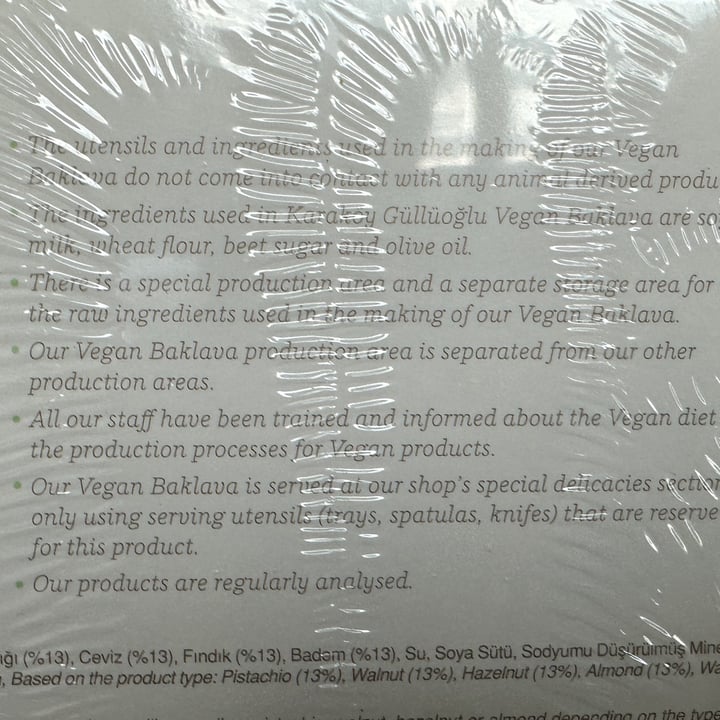 • The utensils and ingredients used in the making of our Vegan
Baklava do not come into contact with any animal derived produ
• The ingredients used in Karaköy Güllüoğlu Vegan Baklava are so
milk, wheat flour, beet sugar and olive oil.
• There is a special production area and a separate storage area for
the raw ingredients used in the making of our Vegan Baklava.
• Our Vegan Baklava production area is separated from our other
production areas.
• All our staff have been trained and informed about the Vegan diet
the production processes for Vegan products.
• Our Vegan Baklava is served at our shop's special delicacies section
only using serving utensils (trays, spatulas, knifes) that are reserve
for this product.
• Our products are regularly analysed.
ığı (%13), Ceviz (%13), Fındık (%13), Badem (%13), Su, Soya Sütü, Sodyumu Düşürülmüş Mine
, Based on the product type: Pistachio (13%), Walnut (13%), Hazelnut (13%), Almond (13%), Wa
depending on the type